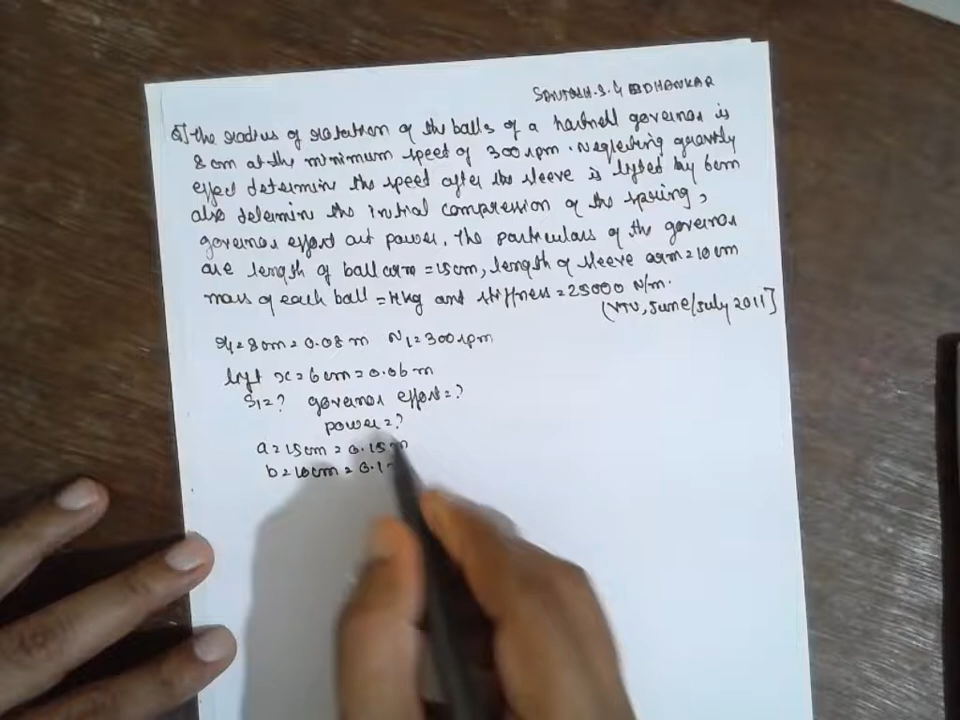 SANTOSH.S.G
Q] The radius of rotation of the balls of a hartnell governor is
8 cm at the minimum speed of 300 rpm. Neglecting gravity
effect determine the speed after the sleeve is lifted by 6cm
also determine the initial compression of the spring,
governor effort and power. The particulars of the governor
are length of ball arm = 15cm, length of sleeve arm = 10 cm
mass of each ball = 4kg and stiffness = 25000 N/m.
(VTU, June/July 2011]
r1 = 8cm = 0.08 m N1 = 300 rpm
lift x = 6 cm = 0.06 m
S1 = ? governor effort = ?
power = ?
a = 15cm = 0.15m
b = 10cm = 0.1